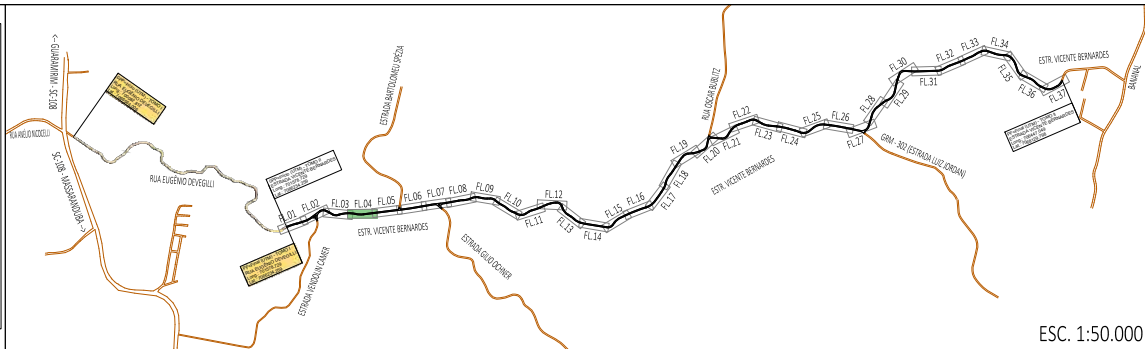 <- GUARAMIRIM - SC-108
RUA ANÉLIO NICOCELLI
SC-108 - MASSARANDUBA ->
RUA EUGÊNIO DEVEGILLI
ESTRADA VENDOLIN CAMER
FL.01
FL.02
FL.03
FL.04
FL.05
FL.06
FL.07
FL.08
FL.09
FL.10
FL.11
FL.12
FL.13
FL.14
FL.15
FL.16
FL.17
FL.18
FL.19
FL.20
FL.21
FL.22
FL.23
FL.24
FL.25
FL.26
FL.27
FL.28
FL.29
FL.30
FL.31
FL.32
FL.33
FL.34
FL.35
FL.36
FL.37
ESTRADA BARTOLOMEU SPÉZIA
ESTR. VICENTE BERNARDES
ESTRADA GILIO OCHNER
RUA OSCAR BUBLITZ
ESTR. VICENTE BERNARDES
GRM - 302 (ESTRADA LUIZ JORDAN)
ESTR. VICENTE BERNARDES
BANANAL
ESC. 1:50.000